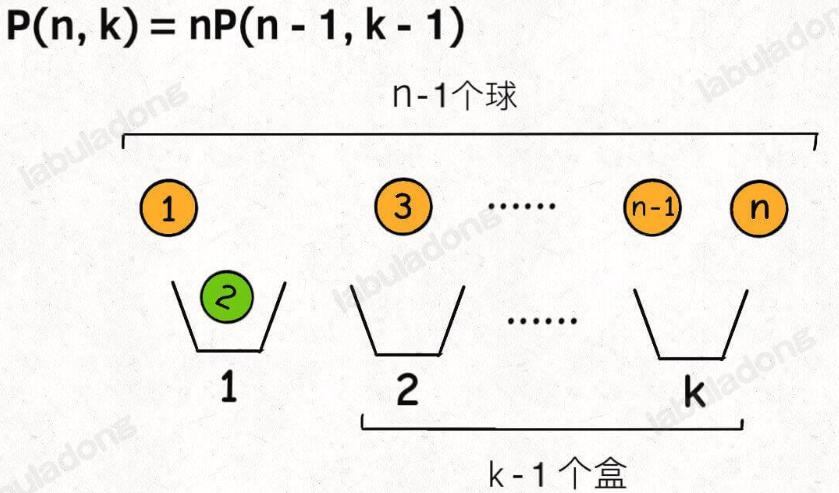 P(n, k) = nP(n - 1, k - 1)
n-1个球
1 3 ...... n-1 n
2
......
1 2 k
k-1个盒
labuladong
labuladong
labuladong
labuladong
labuladong